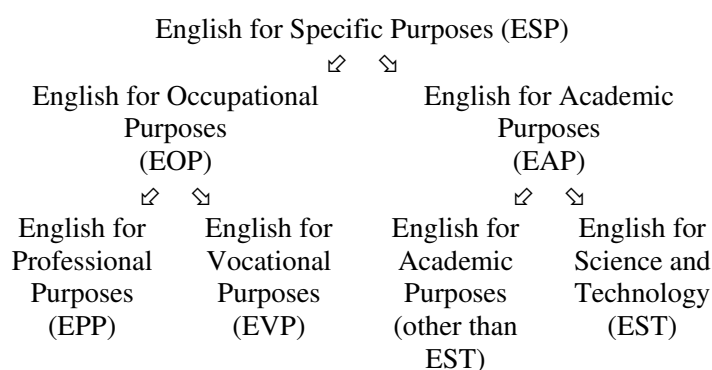 English for Specific Purposes (ESP)
English for Occupational
Purposes
(EOP)
English for Academic
Purposes
(EAP)
English for
Professional
Purposes
(EPP)
English for
Vocational
Purposes
(EVP)
English for
Academic
Purposes
(other than
EST)
English for
Science and
Technology
(EST)